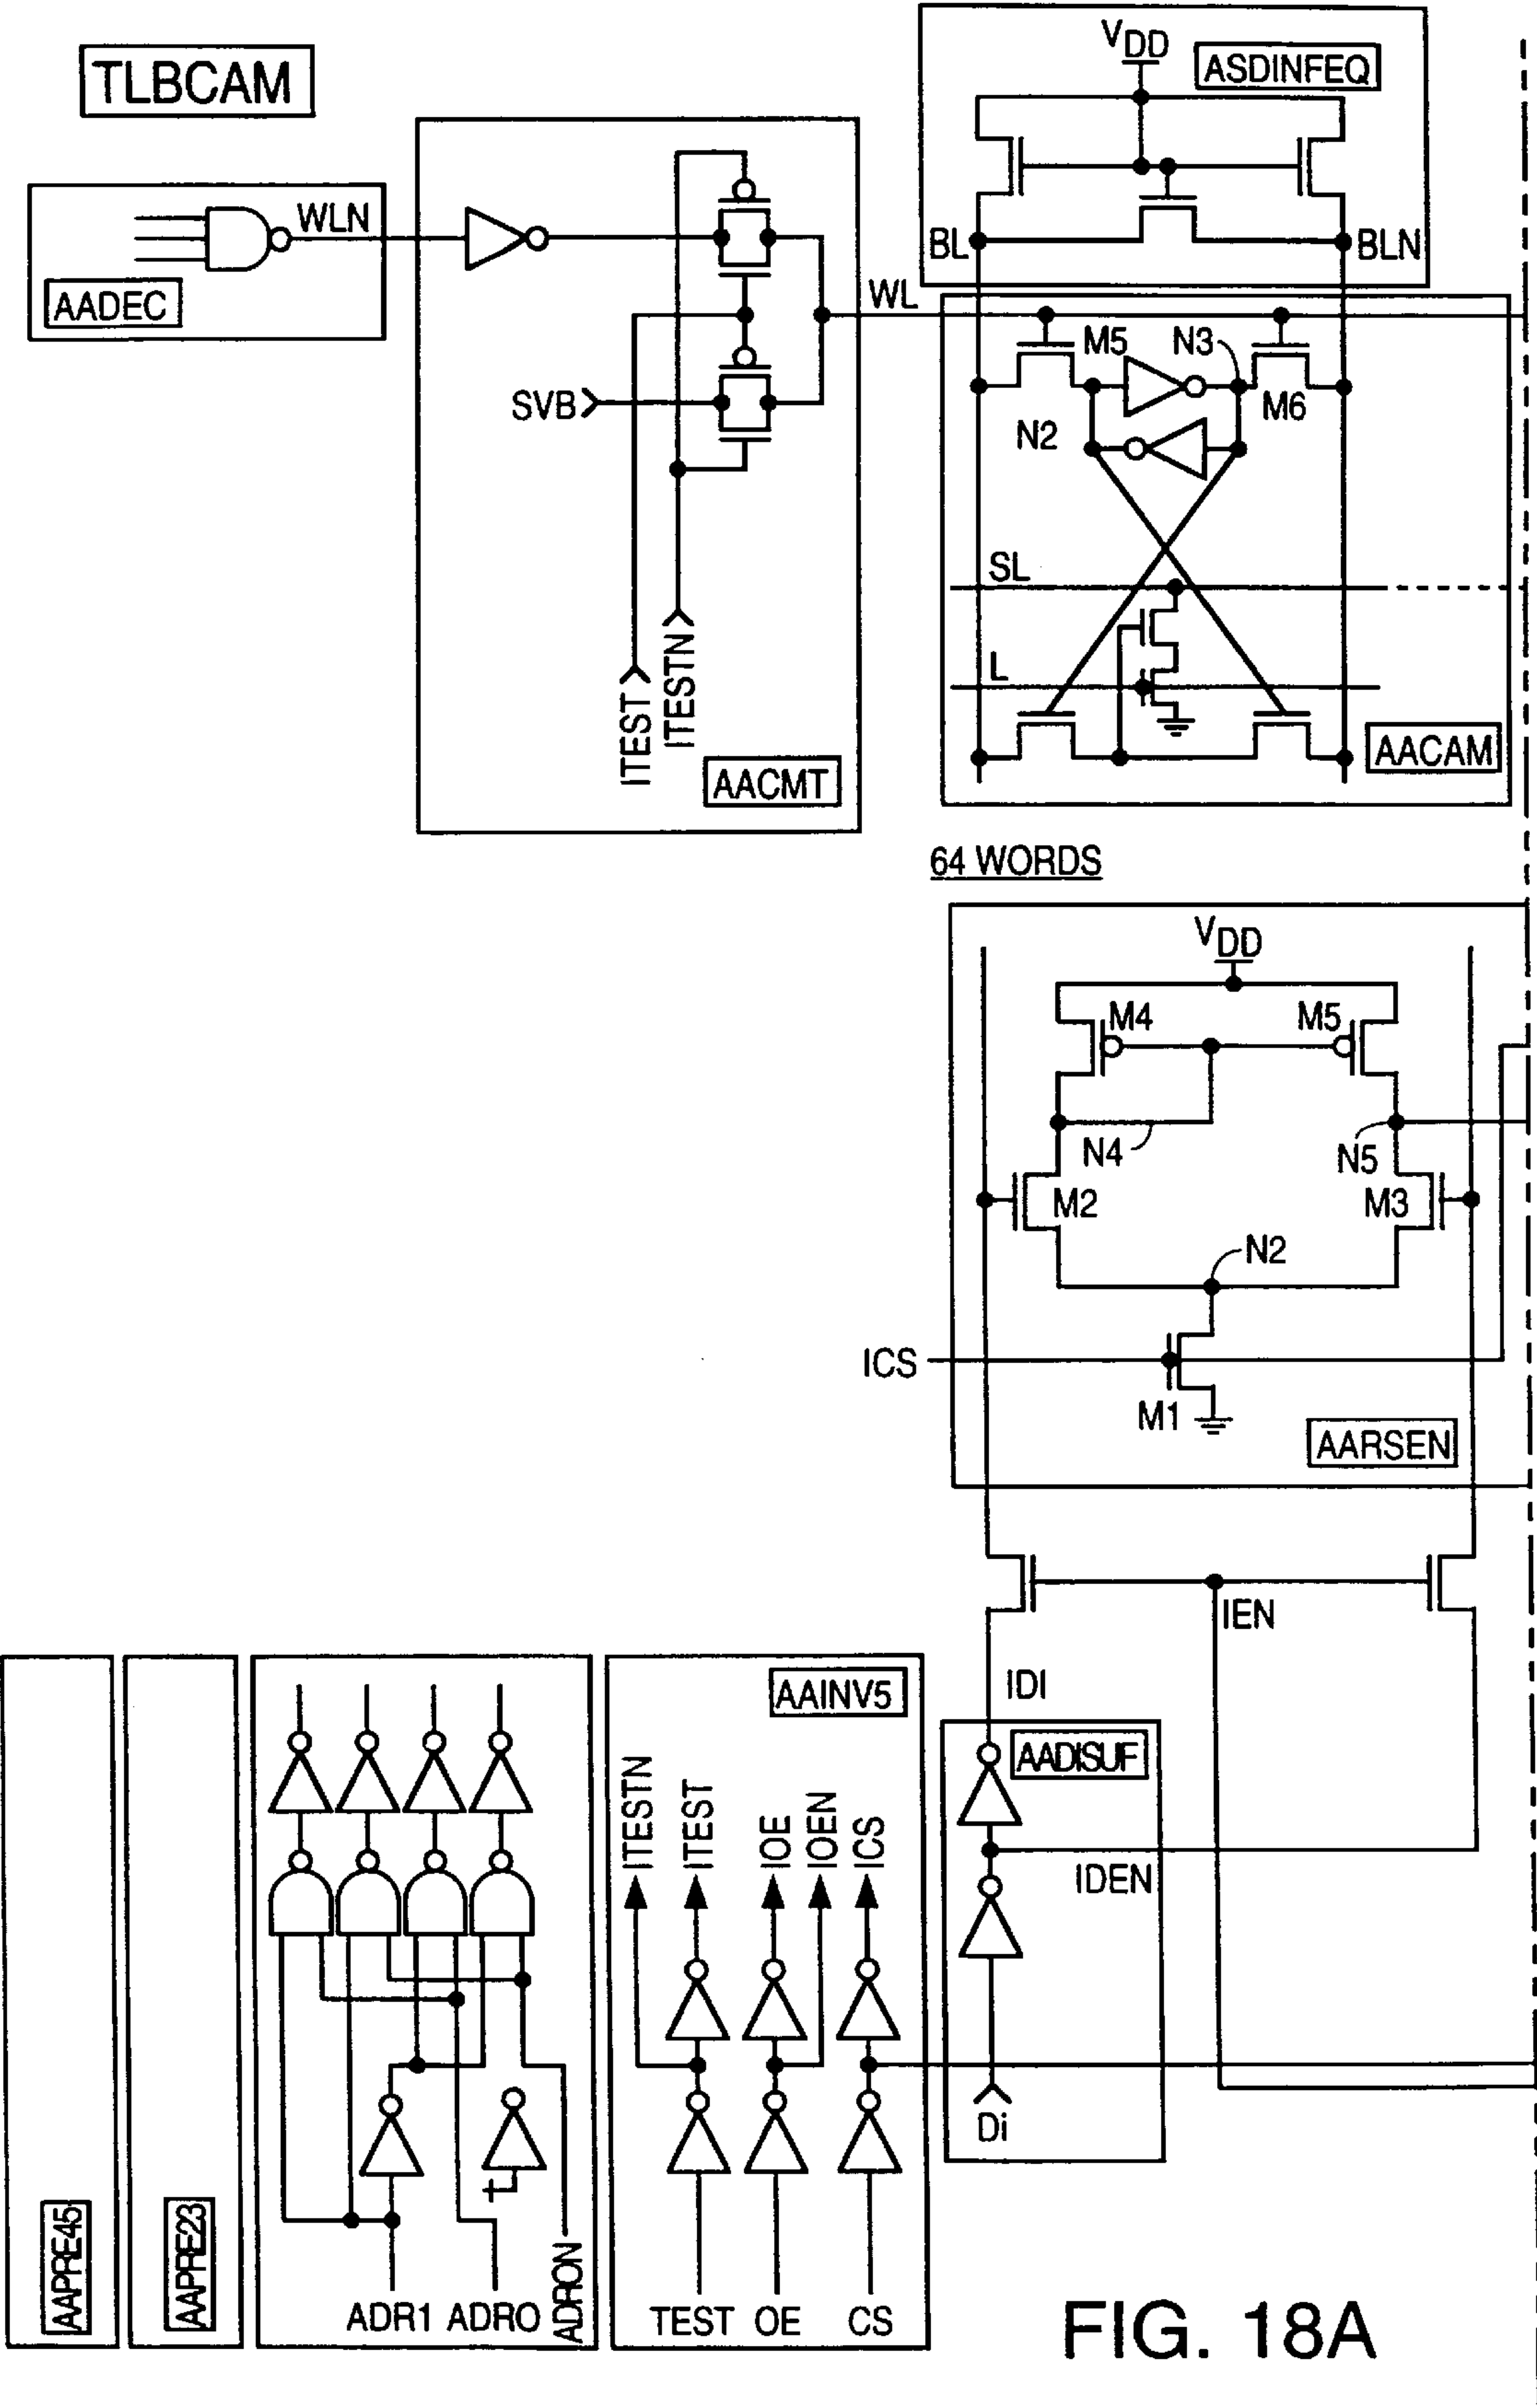 TLBCAM
VDD
ASDINFEQ
WLN
AADEC
BL
BLN
WL
M5
N3
M6
N2
SVB
SL
L
ITEST
ITESTN
AACMT
AACAM
64 WORDS
VDD
M4
M5
N4
N5
M2
M3
N2
ICS
M1
AARSEN
IEN
IDI
AAINV5
AADISUF
ITESTN
ITEST
IOE
IOEN
ICS
IDEN
Di
AAPRE45
AAPRE23
ADR1
ADRO
ADRON
TEST
OE
CS
FIG. 18A